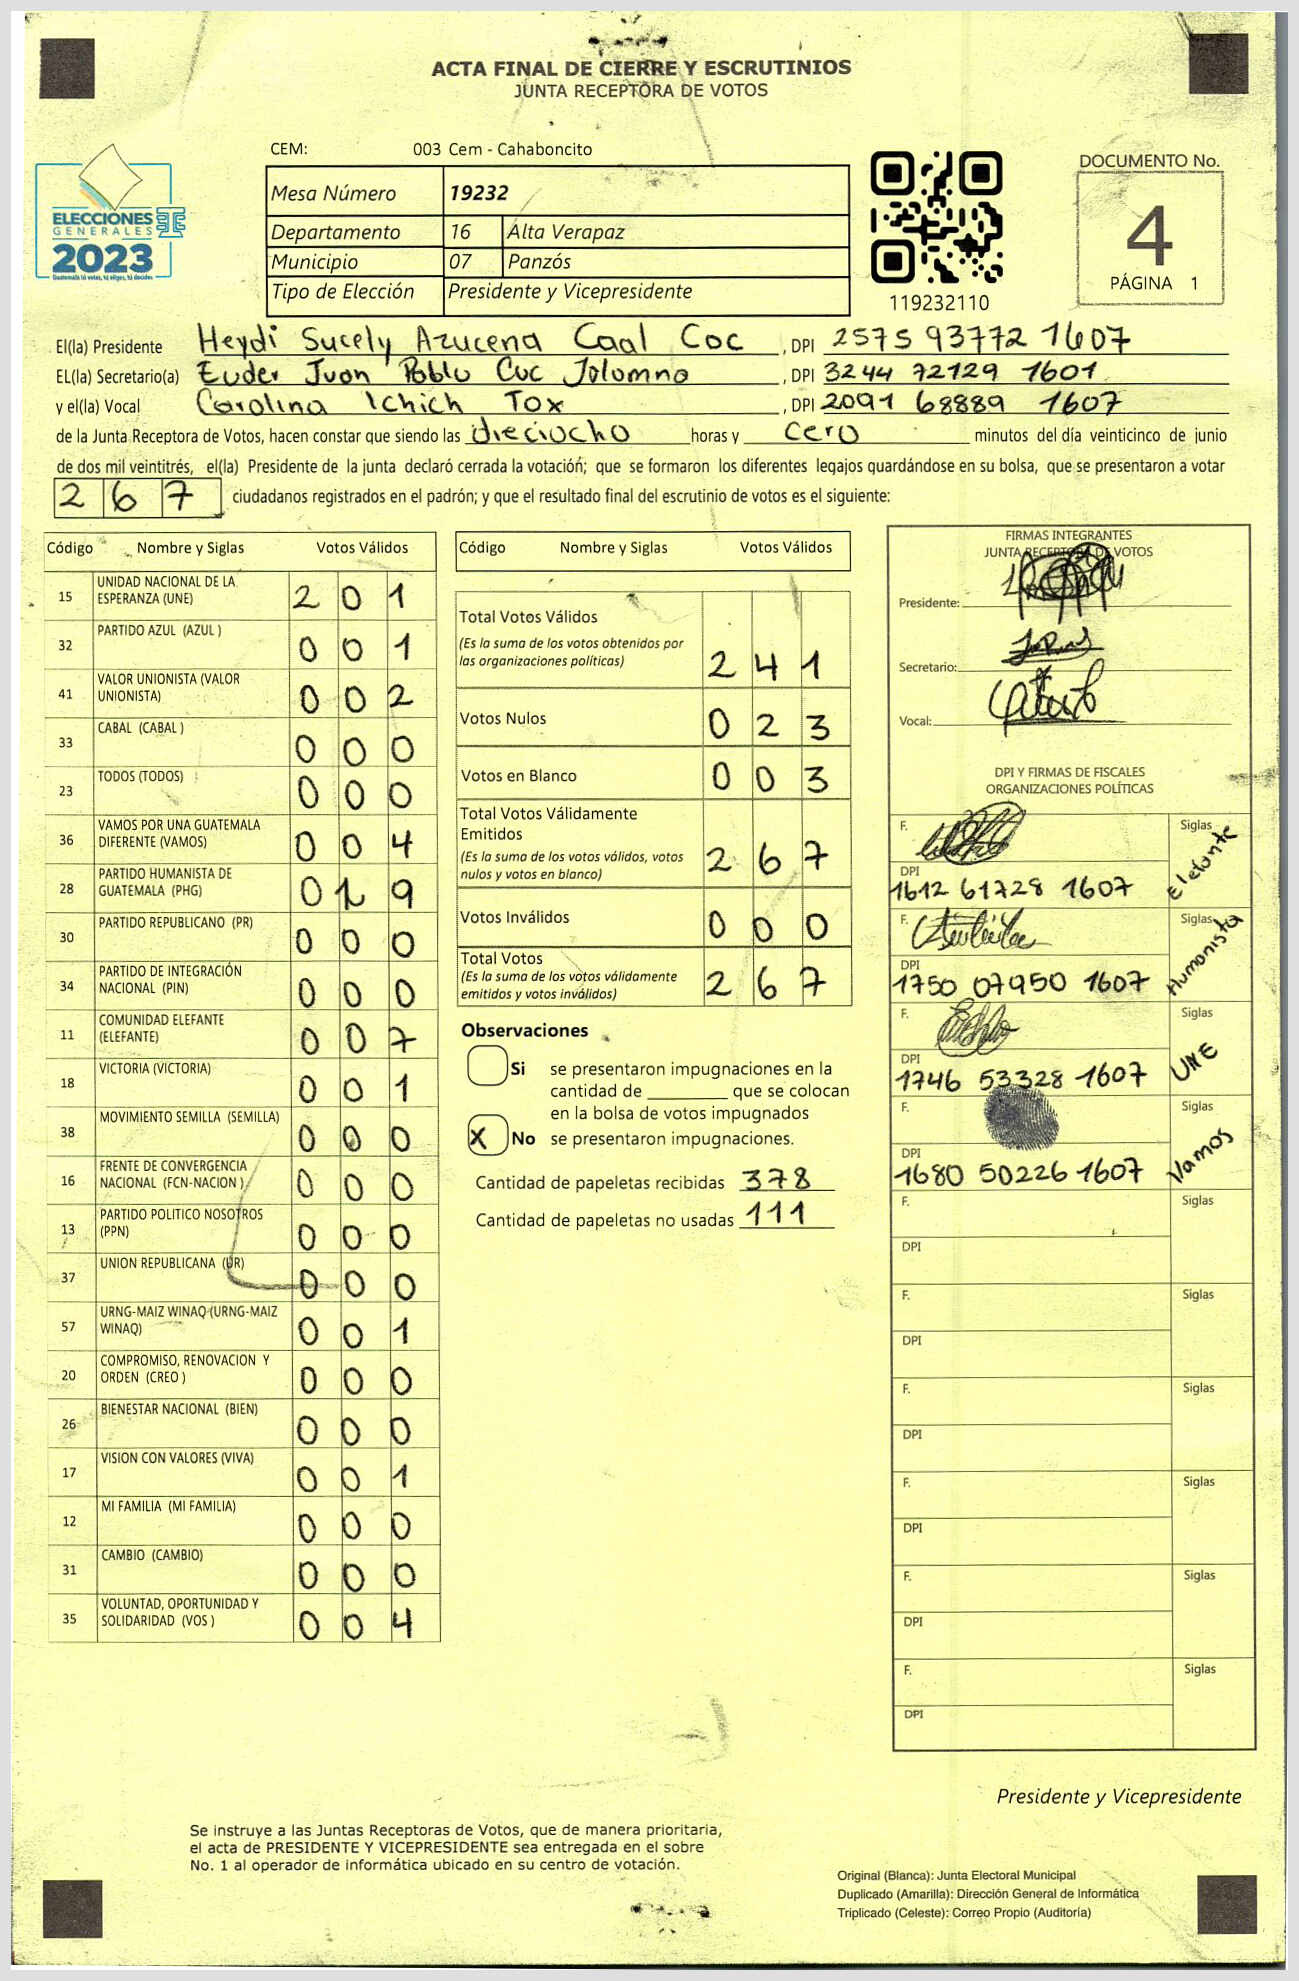 ACTA FINAL DE CIERRE Y ESCRUTINIOS
JUNTA RECEPTORA DE VOTOS
CEM: 003 Cem - Cahaboncito
ELECCIONES
GENERALES
2023
Guatemala tú votas, tú eliges, tú decides
Mesa Número 19232
Departamento 16 Alta Verapaz
Municipio 07 Panzós
Tipo de Elección Presidente y Vicepresidente
119232110
DOCUMENTO No.
4
PÁGINA 1
El(la) Presidente Heydi Sucely Azucena Caal Coc , DPI 2575 93772 1607
EL(la) Secretario(a) Euder Juan Pablo Cuc Jolomna , DPI 3244 72129 1601
y el(la) Vocal Carolina Ichich Tox , DPI 2091 68889 1607
de la Junta Receptora de Votos, hacen constar que siendo las dieciocho horas y cero minutos del día veinticinco de junio
de dos mil veintitrés, el(la) Presidente de la junta declaró cerrada la votación; que se formaron los diferentes legajos guardándose en su bolsa, que se presentaron a votar
267 ciudadanos registrados en el padrón; y que el resultado final del escrutinio de votos es el siguiente:
Código Nombre y Siglas Votos Válidos
15 UNIDAD NACIONAL DE LA ESPERANZA (UNE) 2 0 1
32 PARTIDO AZUL (AZUL ) 0 0 1
41 VALOR UNIONISTA (VALOR UNIONISTA) 0 0 2
33 CABAL (CABAL ) 0 0 0
23 TODOS (TODOS) 0 0 0
36 VAMOS POR UNA GUATEMALA DIFERENTE (VAMOS) 0 0 4
28 PARTIDO HUMANISTA DE GUATEMALA (PHG) 0 1 9
30 PARTIDO REPUBLICANO (PR) 0 0 0
34 PARTIDO DE INTEGRACIÓN NACIONAL (PIN) 0 0 0
11 COMUNIDAD ELEFANTE (ELEFANTE) 0 0 7
18 VICTORIA (VICTORIA) 0 0 1
38 MOVIMIENTO SEMILLA (SEMILLA) 0 0 0
16 FRENTE DE CONVERGENCIA NACIONAL (FCN-NACION ) 0 0 0
13 PARTIDO POLITICO NOSOTROS (PPN) 0 0 0
37 UNION REPUBLICANA (UR) 0 0 0
57 URNG-MAIZ WINAQ (URNG-MAIZ WINAQ) 0 0 1
20 COMPROMISO, RENOVACION Y ORDEN (CREO ) 0 0 0
26 BIENESTAR NACIONAL (BIEN) 0 0 0
17 VISION CON VALORES (VIVA) 0 0 1
12 MI FAMILIA (MI FAMILIA) 0 0 0
31 CAMBIO (CAMBIO) 0 0 0
35 VOLUNTAD, OPORTUNIDAD Y SOLIDARIDAD (VOS ) 0 0 4
Código Nombre y Siglas Votos Válidos
Total Votos Válidos
(Es la suma de los votos obtenidos por
las organizaciones políticas) 2 4 1
Votos Nulos 0 2 3
Votos en Blanco 0 0 3
Total Votos Válidamente
Emitidos
(Es la suma de los votos válidos, votos
nulos y votos en blanco) 2 6 7
Votos Inválidos 0 0 0
Total Votos
(Es la suma de los votos válidamente
emitidos y votos inválidos) 2 6 7
Observaciones
Si se presentaron impugnaciones en la
cantidad de ________ que se colocan
en la bolsa de votos impugnados
X No se presentaron impugnaciones.
Cantidad de papeletas recibidas 378
Cantidad de papeletas no usadas 111
FIRMAS INTEGRANTES
JUNTA RECEPTORA DE VOTOS
Presidente:
Secretario:
Vocal:
DPI Y FIRMAS DE FISCALES
ORGANIZACIONES POLÍTICAS
F. Siglas Elefante
DPI 1612 61728 1607
F. Siglas Humanista
DPI 1750 07950 1607
F. Siglas UNE
DPI 1746 53328 1607
F. Siglas Vamos
DPI 1680 50226 1607
F. Siglas
DPI
F. Siglas
DPI
F. Siglas
DPI
F. Siglas
DPI
F. Siglas
DPI
F. Siglas
DPI
Presidente y Vicepresidente
Se instruye a las Juntas Receptoras de Votos, que de manera prioritaria,
el acta de PRESIDENTE Y VICEPRESIDENTE sea entregada en el sobre
No. 1 al operador de informática ubicado en su centro de votación.
Original (Blanca): Junta Electoral Municipal
Duplicado (Amarilla): Dirección General de Informática
Triplicado (Celeste): Correo Propio (Auditoría)